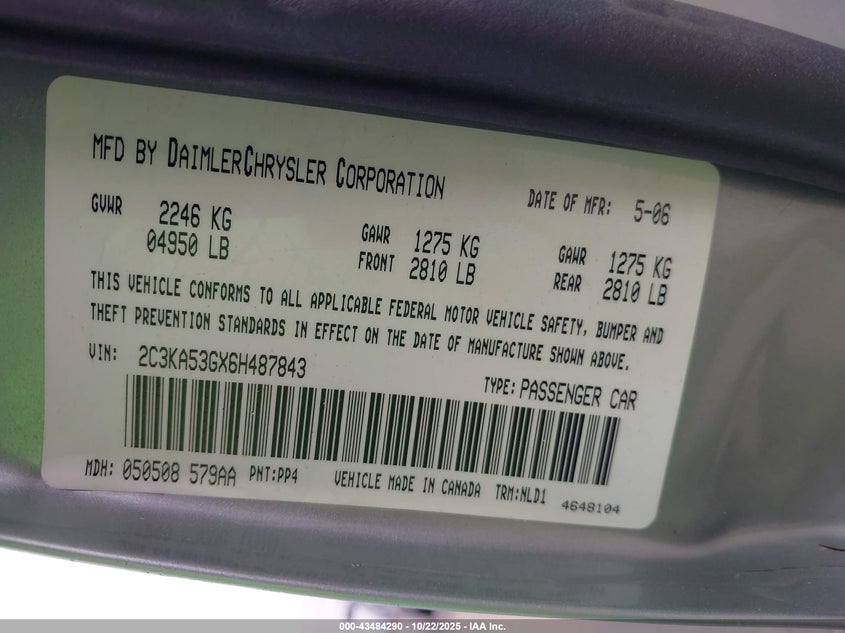 MFD BY DAIMLERCHRYSLER CORPORATION
DATE OF MFR: 5-06
GVWR 2246 KG 04950 LB
GAWR FRONT 1275 KG 2810 LB
GAWR REAR 1275 KG 2810 LB
THIS VEHICLE CONFORMS TO ALL APPLICABLE FEDERAL MOTOR VEHICLE SAFETY, BUMPER AND
THEFT PREVENTION STANDARDS IN EFFECT ON THE DATE OF MANUFACTURE SHOWN ABOVE.
VIN: 2C3KA53GX6H487843
TYPE: PASSENGER CAR
MDH: 050508 579AA PNT:PP4 VEHICLE MADE IN CANADA TRM:NLD1
4648104
000-43484290 - 10/22/2025 - IAA Inc.